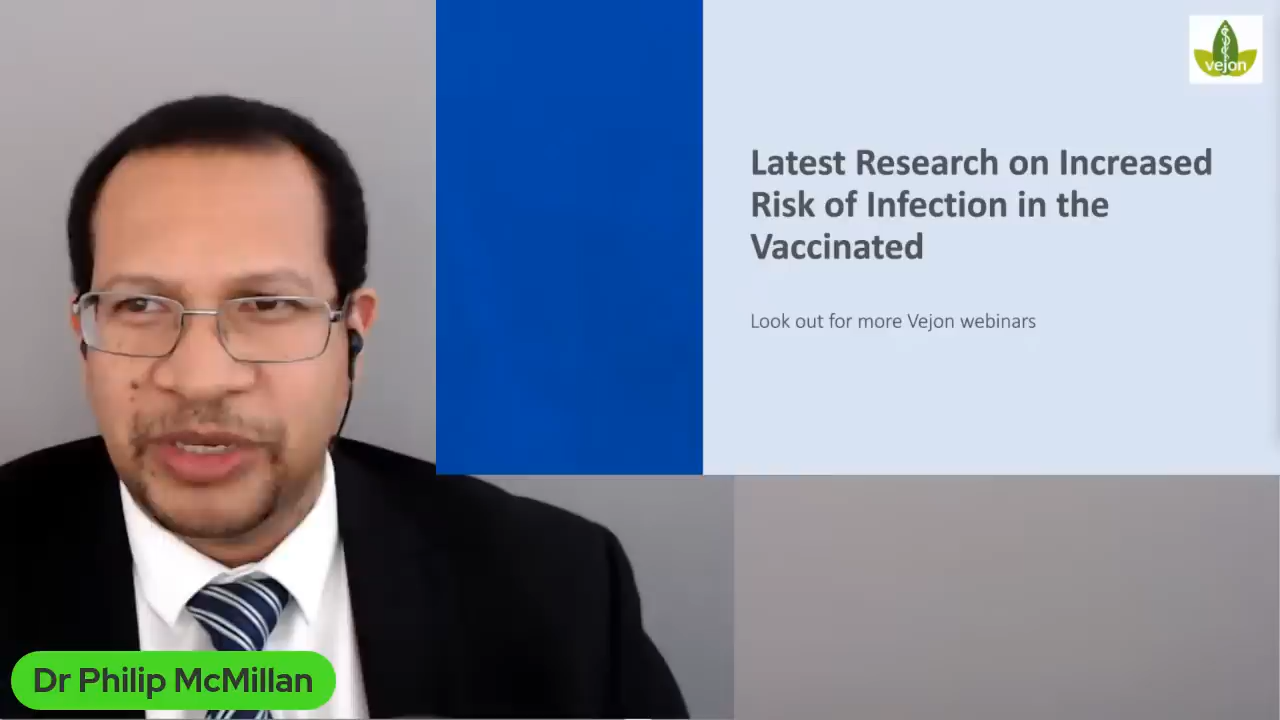 vejon
Latest Research on Increased
Risk of Infection in the
Vaccinated
Look out for more Vejon webinars
Dr Philip McMillan